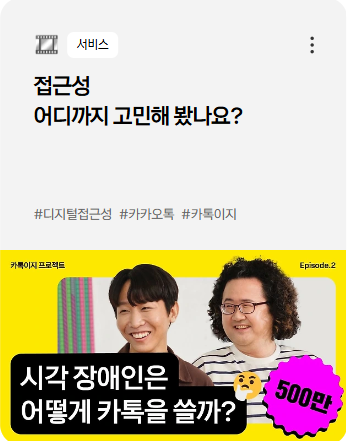 서비스
접근성
어디까지 고민해 봤나요?
#디지털접근성 #카카오톡 #카톡이지
카톡이지 프로젝트
Episode.2
시각 장애인은
어떻게 카톡을 쓸까?
500만